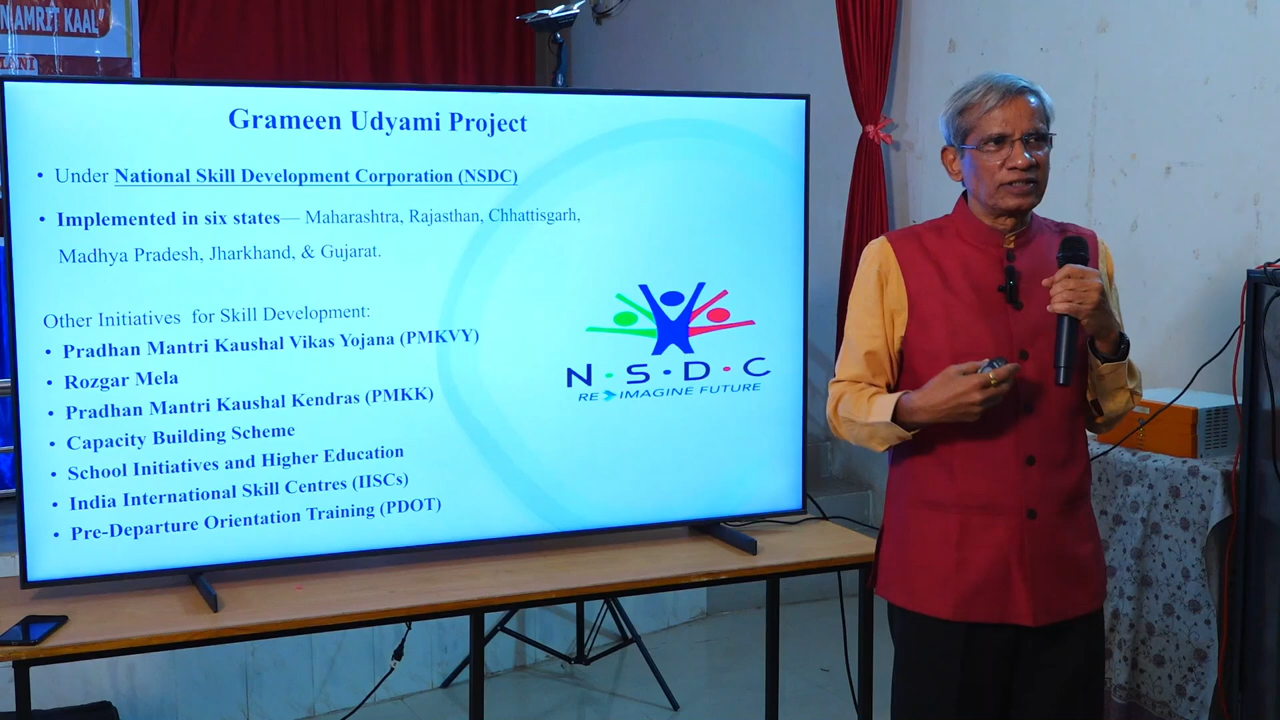 N AMRIT KAAL"
Grameen Udyami Project
• Under National Skill Development Corporation (NSDC)
• Implemented in six states— Maharashtra, Rajasthan, Chhattisgarh,
Madhya Pradesh, Jharkhand, & Gujarat.
Other Initiatives for Skill Development:
• Pradhan Mantri Kaushal Vikas Yojana (PMKVY)
• Rozgar Mela
• Pradhan Mantri Kaushal Kendras (PMKK)
• Capacity Building Scheme
• School Initiatives and Higher Education
• India International Skill Centres (IISCs)
• Pre-Departure Orientation Training (PDOT)
N·S·D·C
RE IMAGINE FUTURE